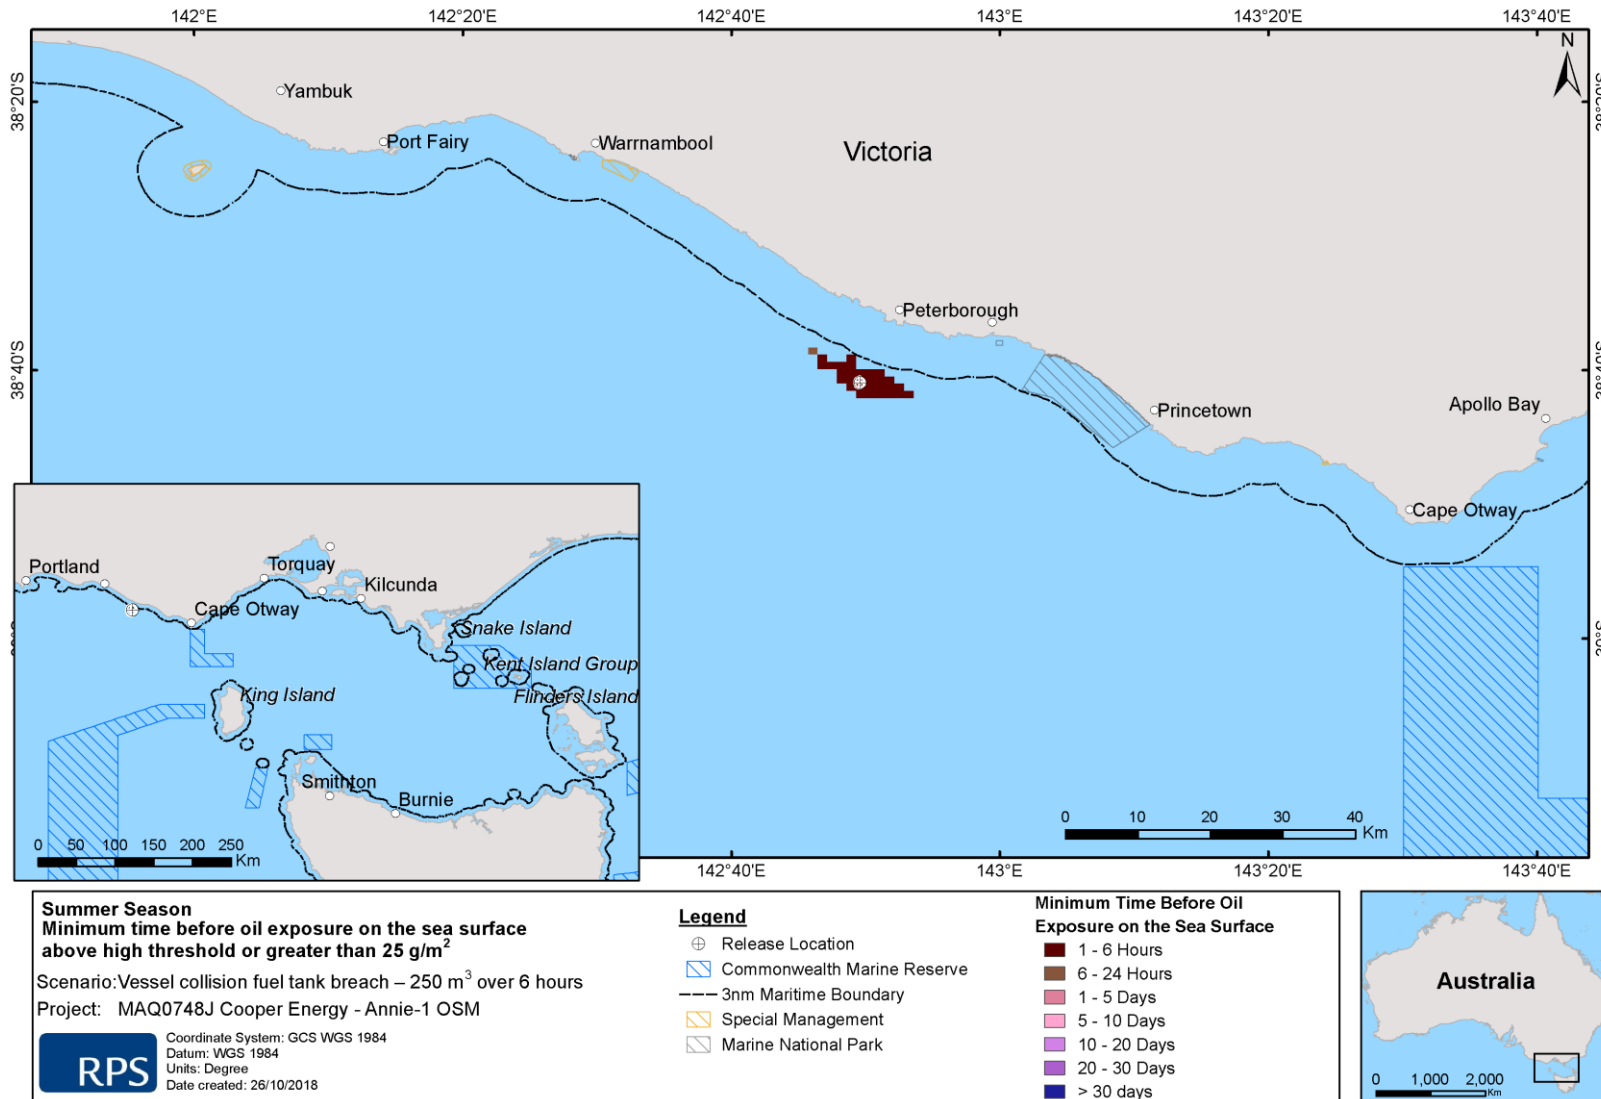 142°E
142°20'E
142°40'E
143°E
143°20'E
143°40'E
N
38°20'S
38°20'S
Yambuk
Port Fairy
Warrnambool
Victoria
Peterborough
38°40'S
38°40'S
Princetown
Apollo Bay
Cape Otway
Portland
Torquay
Kilcunda
Cape Otway
Snake Island
Kent Island Group
Flinders Island
King Island
Smithton
Burnie
0 50 100 150 200 250
Km
0 10 20 30 40
Km
142°40'E
143°E
143°20'E
143°40'E
Summer Season
Minimum time before oil exposure on the sea surface
above high threshold or greater than 25 g/m²
Scenario: Vessel collision fuel tank breach – 250 m³ over 6 hours
Project: MAQ0748J Cooper Energy - Annie-1 OSM
RPS
Coordinate System: GCS WGS 1984
Datum: WGS 1984
Units: Degree
Date created: 26/10/2018
Legend
Release Location
Commonwealth Marine Reserve
3nm Maritime Boundary
Special Management
Marine National Park
Minimum Time Before Oil
Exposure on the Sea Surface
1 - 6 Hours
6 - 24 Hours
1 - 5 Days
5 - 10 Days
10 - 20 Days
20 - 30 Days
> 30 days
Australia
0 1,000 2,000
Km